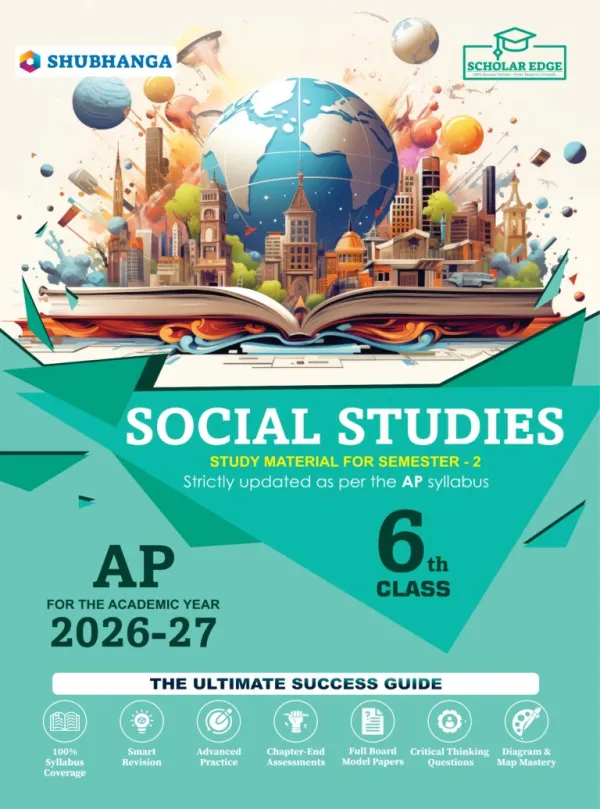 SHUBHANGA
SCHOLAR EDGE
SOCIAL STUDIES
STUDY MATERIAL FOR SEMESTER - 2
Strictly updated as per the AP syllabus
6th
CLASS
AP
FOR THE ACADEMIC YEAR
2026-27
THE ULTIMATE SUCCESS GUIDE
100%
Syllabus
Coverage
Smart
Revision
Advanced
Practice
Chapter-End
Assessments
Full Board
Model Papers
Critical Thinking
Questions
Diagram &
Map Mastery